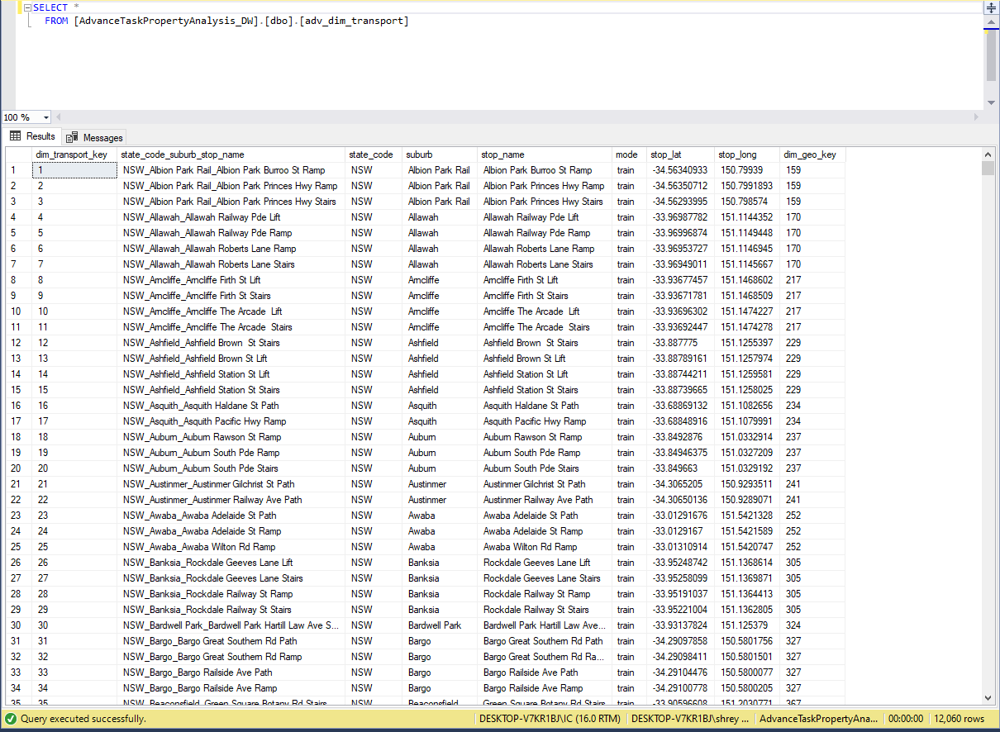 SELECT *
FROM [AdvanceTaskPropertyAnalysis_DW].[dbo].[adv_dim_transport]
100 %
Results Messages
dim_transport_key state_code_suburb_stop_name state_code suburb stop_name mode stop_lat stop_long dim_geo_key
1 1 NSW_Albion Park Rail_Albion Park Burroo St Ramp NSW Albion Park Rail Albion Park Burroo St Ramp train -34.56340933 150.79939 159
2 2 NSW_Albion Park Rail_Albion Park Princes Hwy Ramp NSW Albion Park Rail Albion Park Princes Hwy Ramp train -34.56350712 150.7991893 159
3 3 NSW_Albion Park Rail_Albion Park Princes Hwy Stairs NSW Albion Park Rail Albion Park Princes Hwy Stairs train -34.56293995 150.798574 159
4 4 NSW_Allawah_Allawah Railway Pde Lift NSW Allawah Allawah Railway Pde Lift train -33.96987782 151.1144352 170
5 5 NSW_Allawah_Allawah Railway Pde Ramp NSW Allawah Allawah Railway Pde Ramp train -33.96996874 151.1149448 170
6 6 NSW_Allawah_Allawah Roberts Lane Ramp NSW Allawah Allawah Roberts Lane Ramp train -33.96953727 151.1146945 170
7 7 NSW_Allawah_Allawah Roberts Lane Stairs NSW Allawah Allawah Roberts Lane Stairs train -33.96949011 151.1145667 170
8 8 NSW_Arncliffe_Arncliffe Firth St Lift NSW Arncliffe Arncliffe Firth St Lift train -33.93677457 151.1468602 217
9 9 NSW_Arncliffe_Arncliffe Firth St Stairs NSW Arncliffe Arncliffe Firth St Stairs train -33.93671781 151.1468509 217
10 10 NSW_Arncliffe_Arncliffe The Arcade  Lift NSW Arncliffe Arncliffe The Arcade  Lift train -33.93696302 151.1474227 217
11 11 NSW_Arncliffe_Arncliffe The Arcade  Stairs NSW Arncliffe Arncliffe The Arcade  Stairs train -33.93692447 151.1474278 217
12 12 NSW_Ashfield_Ashfield Brown  St Stairs NSW Ashfield Ashfield Brown  St Stairs train -33.887775 151.1255397 229
13 13 NSW_Ashfield_Ashfield Brown St Lift NSW Ashfield Ashfield Brown St Lift train -33.88789161 151.1257974 229
14 14 NSW_Ashfield_Ashfield Station St Lift NSW Ashfield Ashfield Station St Lift train -33.88744211 151.1259581 229
15 15 NSW_Ashfield_Ashfield Station St Stairs NSW Ashfield Ashfield Station St Stairs train -33.88739665 151.1258025 229
16 16 NSW_Asquith_Asquith Haldane St Path NSW Asquith Asquith Haldane St Path train -33.68869132 151.1082656 234
17 17 NSW_Asquith_Asquith Pacific Hwy Ramp NSW Asquith Asquith Pacific Hwy Ramp train -33.68848916 151.1079991 234
18 18 NSW_Auburn_Auburn Rawson St Ramp NSW Auburn Auburn Rawson St Ramp train -33.8492876 151.0332914 237
19 19 NSW_Auburn_Auburn South Pde Ramp NSW Auburn Auburn South Pde Ramp train -33.84946375 151.0327209 237
20 20 NSW_Auburn_Auburn South Pde Stairs NSW Auburn Auburn South Pde Stairs train -33.849663 151.0329192 237
21 21 NSW_Austinmer_Austinmer Gilchrist St Path NSW Austinmer Austinmer Gilchrist St Path train -34.3065205 150.9293511 241
22 22 NSW_Austinmer_Austinmer Railway Ave Path NSW Austinmer Austinmer Railway Ave Path train -34.30650136 150.9289071 241
23 23 NSW_Awaba_Awaba Adelaide St Path NSW Awaba Awaba Adelaide St Path train -33.01291676 151.5421328 252
24 24 NSW_Awaba_Awaba Adelaide St Ramp NSW Awaba Awaba Adelaide St Ramp train -33.0129167 151.5421589 252
25 25 NSW_Awaba_Awaba Wilton Rd Ramp NSW Awaba Awaba Wilton Rd Ramp train -33.01310914 151.5420747 252
26 26 NSW_Banksia_Rockdale Geeves Lane Lift NSW Banksia Rockdale Geeves Lane Lift train -33.95248742 151.1368614 305
27 27 NSW_Banksia_Rockdale Geeves Lane Stairs NSW Banksia Rockdale Geeves Lane Stairs train -33.95258099 151.1369871 305
28 28 NSW_Banksia_Rockdale Railway St Ramp NSW Banksia Rockdale Railway St Ramp train -33.95191037 151.1364413 305
29 29 NSW_Banksia_Rockdale Railway St Stairs NSW Banksia Rockdale Railway St Stairs train -33.95221004 151.1362805 305
30 30 NSW_Bardwell Park_Bardwell Park Hartill Law Ave S... NSW Bardwell Park Bardwell Park Hartill Law Ave... train -33.93137824 151.125379 324
31 31 NSW_Bargo_Bargo Great Southern Rd Path NSW Bargo Bargo Great Southern Rd Path train -34.29097858 150.5801756 327
32 32 NSW_Bargo_Bargo Great Southern Rd Ramp NSW Bargo Bargo Great Southern Rd Ra... train -34.29098411 150.5801501 327
33 33 NSW_Bargo_Bargo Railside Ave Path NSW Bargo Bargo Railside Ave Path train -34.29104476 150.5800077 327
34 34 NSW_Bargo_Bargo Railside Ave Ramp NSW Bargo Bargo Railside Ave Ramp train -34.29100778 150.5800205 327
35 35 NSW_Beaconsfield_Green Square Botany Rd Stairs NSW Beaconsfield Green Square Botany Rd Stairs train -33.90596608 151.2030771 367
Query executed successfully. DESKTOP-V7KR1BJ\IC (16.0 RTM) DESKTOP-V7KR1BJ\shrey ... AdvanceTaskPropertyAna... 00:00:00 12,060 rows